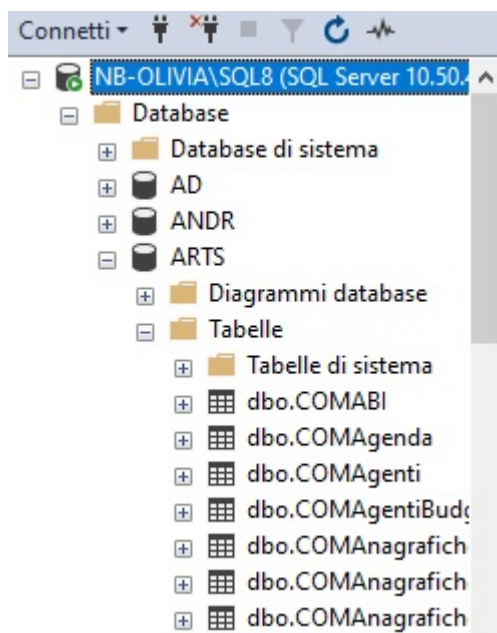 Connetti
NB-OLIVIA\SQL8 (SQL Server 10.50.
Database
Database di sistema
AD
ANDR
ARTS
Diagrammi database
Tabelle
Tabelle di sistema
dbo.COMABI
dbo.COMAgenda
dbo.COMAgenti
dbo.COMAgentiBudg
dbo.COMAnagrafich
dbo.COMAnagrafich
dbo.COMAnagrafich